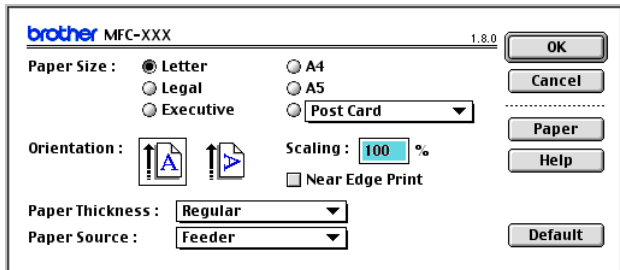 brother MFC-XXX 1.8.0
OK
Paper Size : Letter A4
Cancel
Legal A5
Executive Post Card
Paper
Orientation : A A Scaling : 100 %
Help
Near Edge Print
Paper Thickness : Regular
Paper Source : Feeder Default